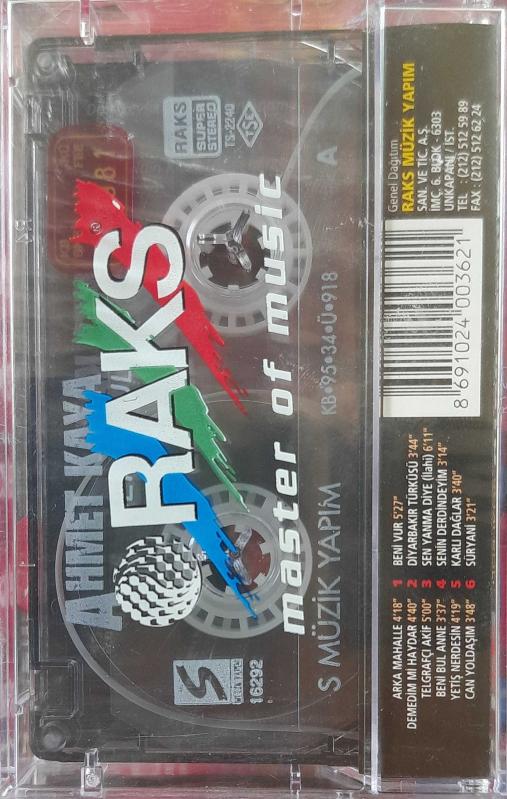 AHMET KAYA
RAKS
master of music
RAKS
SUPER
STEREO
TS-2240
TSE
A
KB•95•34•Ü•918
S MÜZİK YAPIM
S
16292
881
ARKA MAHALLE 4'18" 1 BENİ VUR 5'27"
DEMEDİM Mİ HAYDAR 4'40" 2 DİYARBAKIR TÜRKÜSÜ 3'44"
TELGRAFÇI AKİF 5'00" 3 SEN YANMA DİYE (İlahi) 6'11"
BENİ BUL ANNE 3'37" 4 SENİN DERDİNDEYİM 3'14"
YETİŞ NERDESİN 4'19" 5 KARLI DAĞLAR 3'40"
CAN YOLDAŞIM 3'48" 6 SÜRYANİ 3'21"
8 691024 003621
Genel Dağıtım
RAKS MÜZİK YAPIM
SAN. VE TİC. A.Ş.
İMÇ, 6. BLOK - 6303
UNKAPANI / İST.
TEL : (212) 512 59 89
FAX : (212) 512 62 24